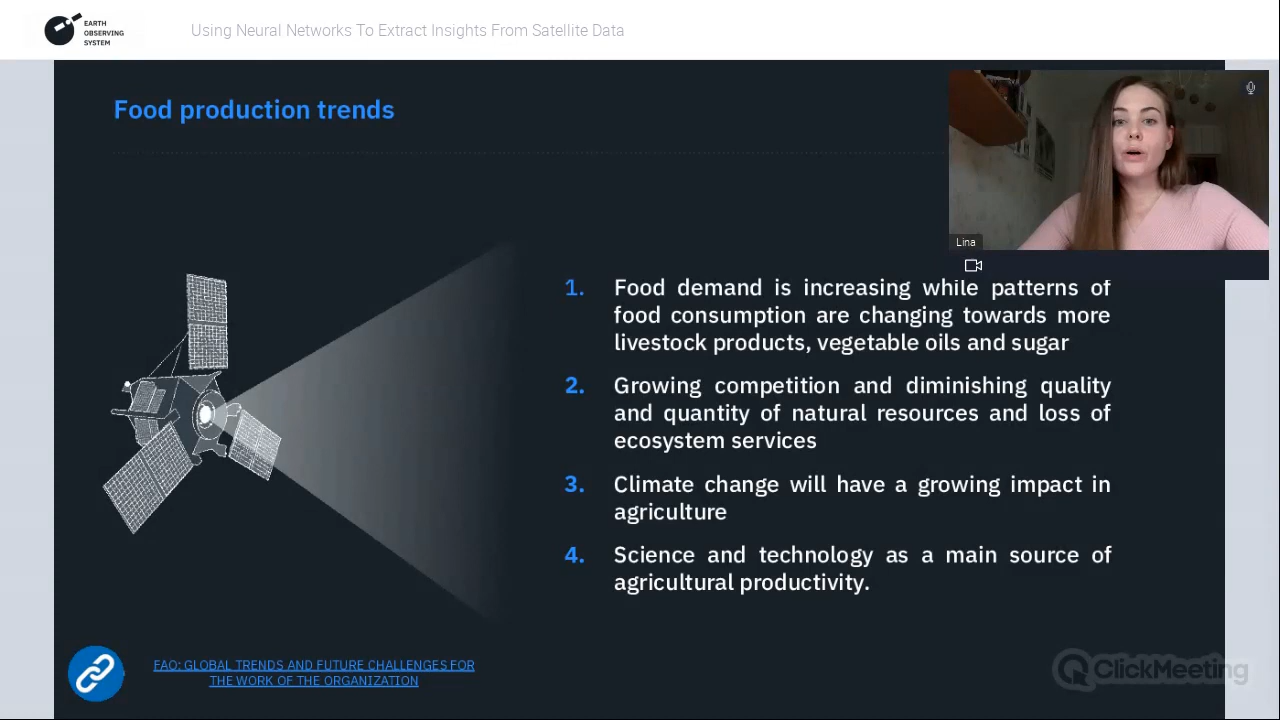 EARTH
OBSERVING
SYSTEM
Using Neural Networks To Extract Insights From Satellite Data
Food production trends
Lina
1. Food demand is increasing while patterns of
food consumption are changing towards more
livestock products, vegetable oils and sugar
2. Growing competition and diminishing quality
and quantity of natural resources and loss of
ecosystem services
3. Climate change will have a growing impact in
agriculture
4. Science and technology as a main source of
agricultural productivity.
FAO: GLOBAL TRENDS AND FUTURE CHALLENGES FOR
THE WORK OF THE ORGANIZATION
ClickMeeting